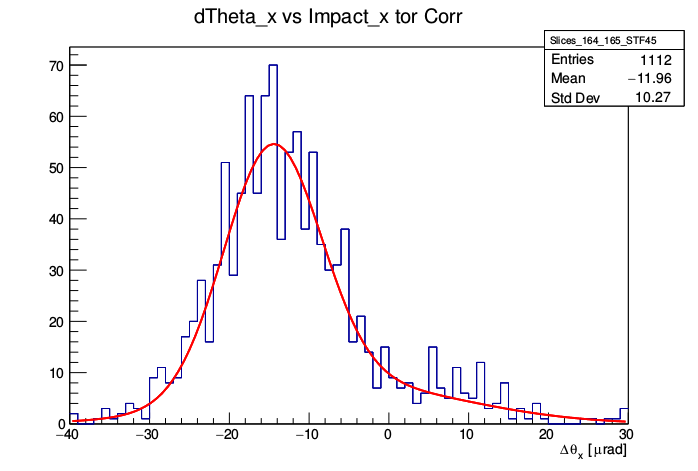 dTheta_x vs Impact_x tor Corr
Slices_164_165_STF45
Entries 1112
Mean −11.96
Std Dev 10.27
70
60
50
40
30
20
10
0
−40 −30 −20 −10 0 10 20 30
Δθx [μrad]